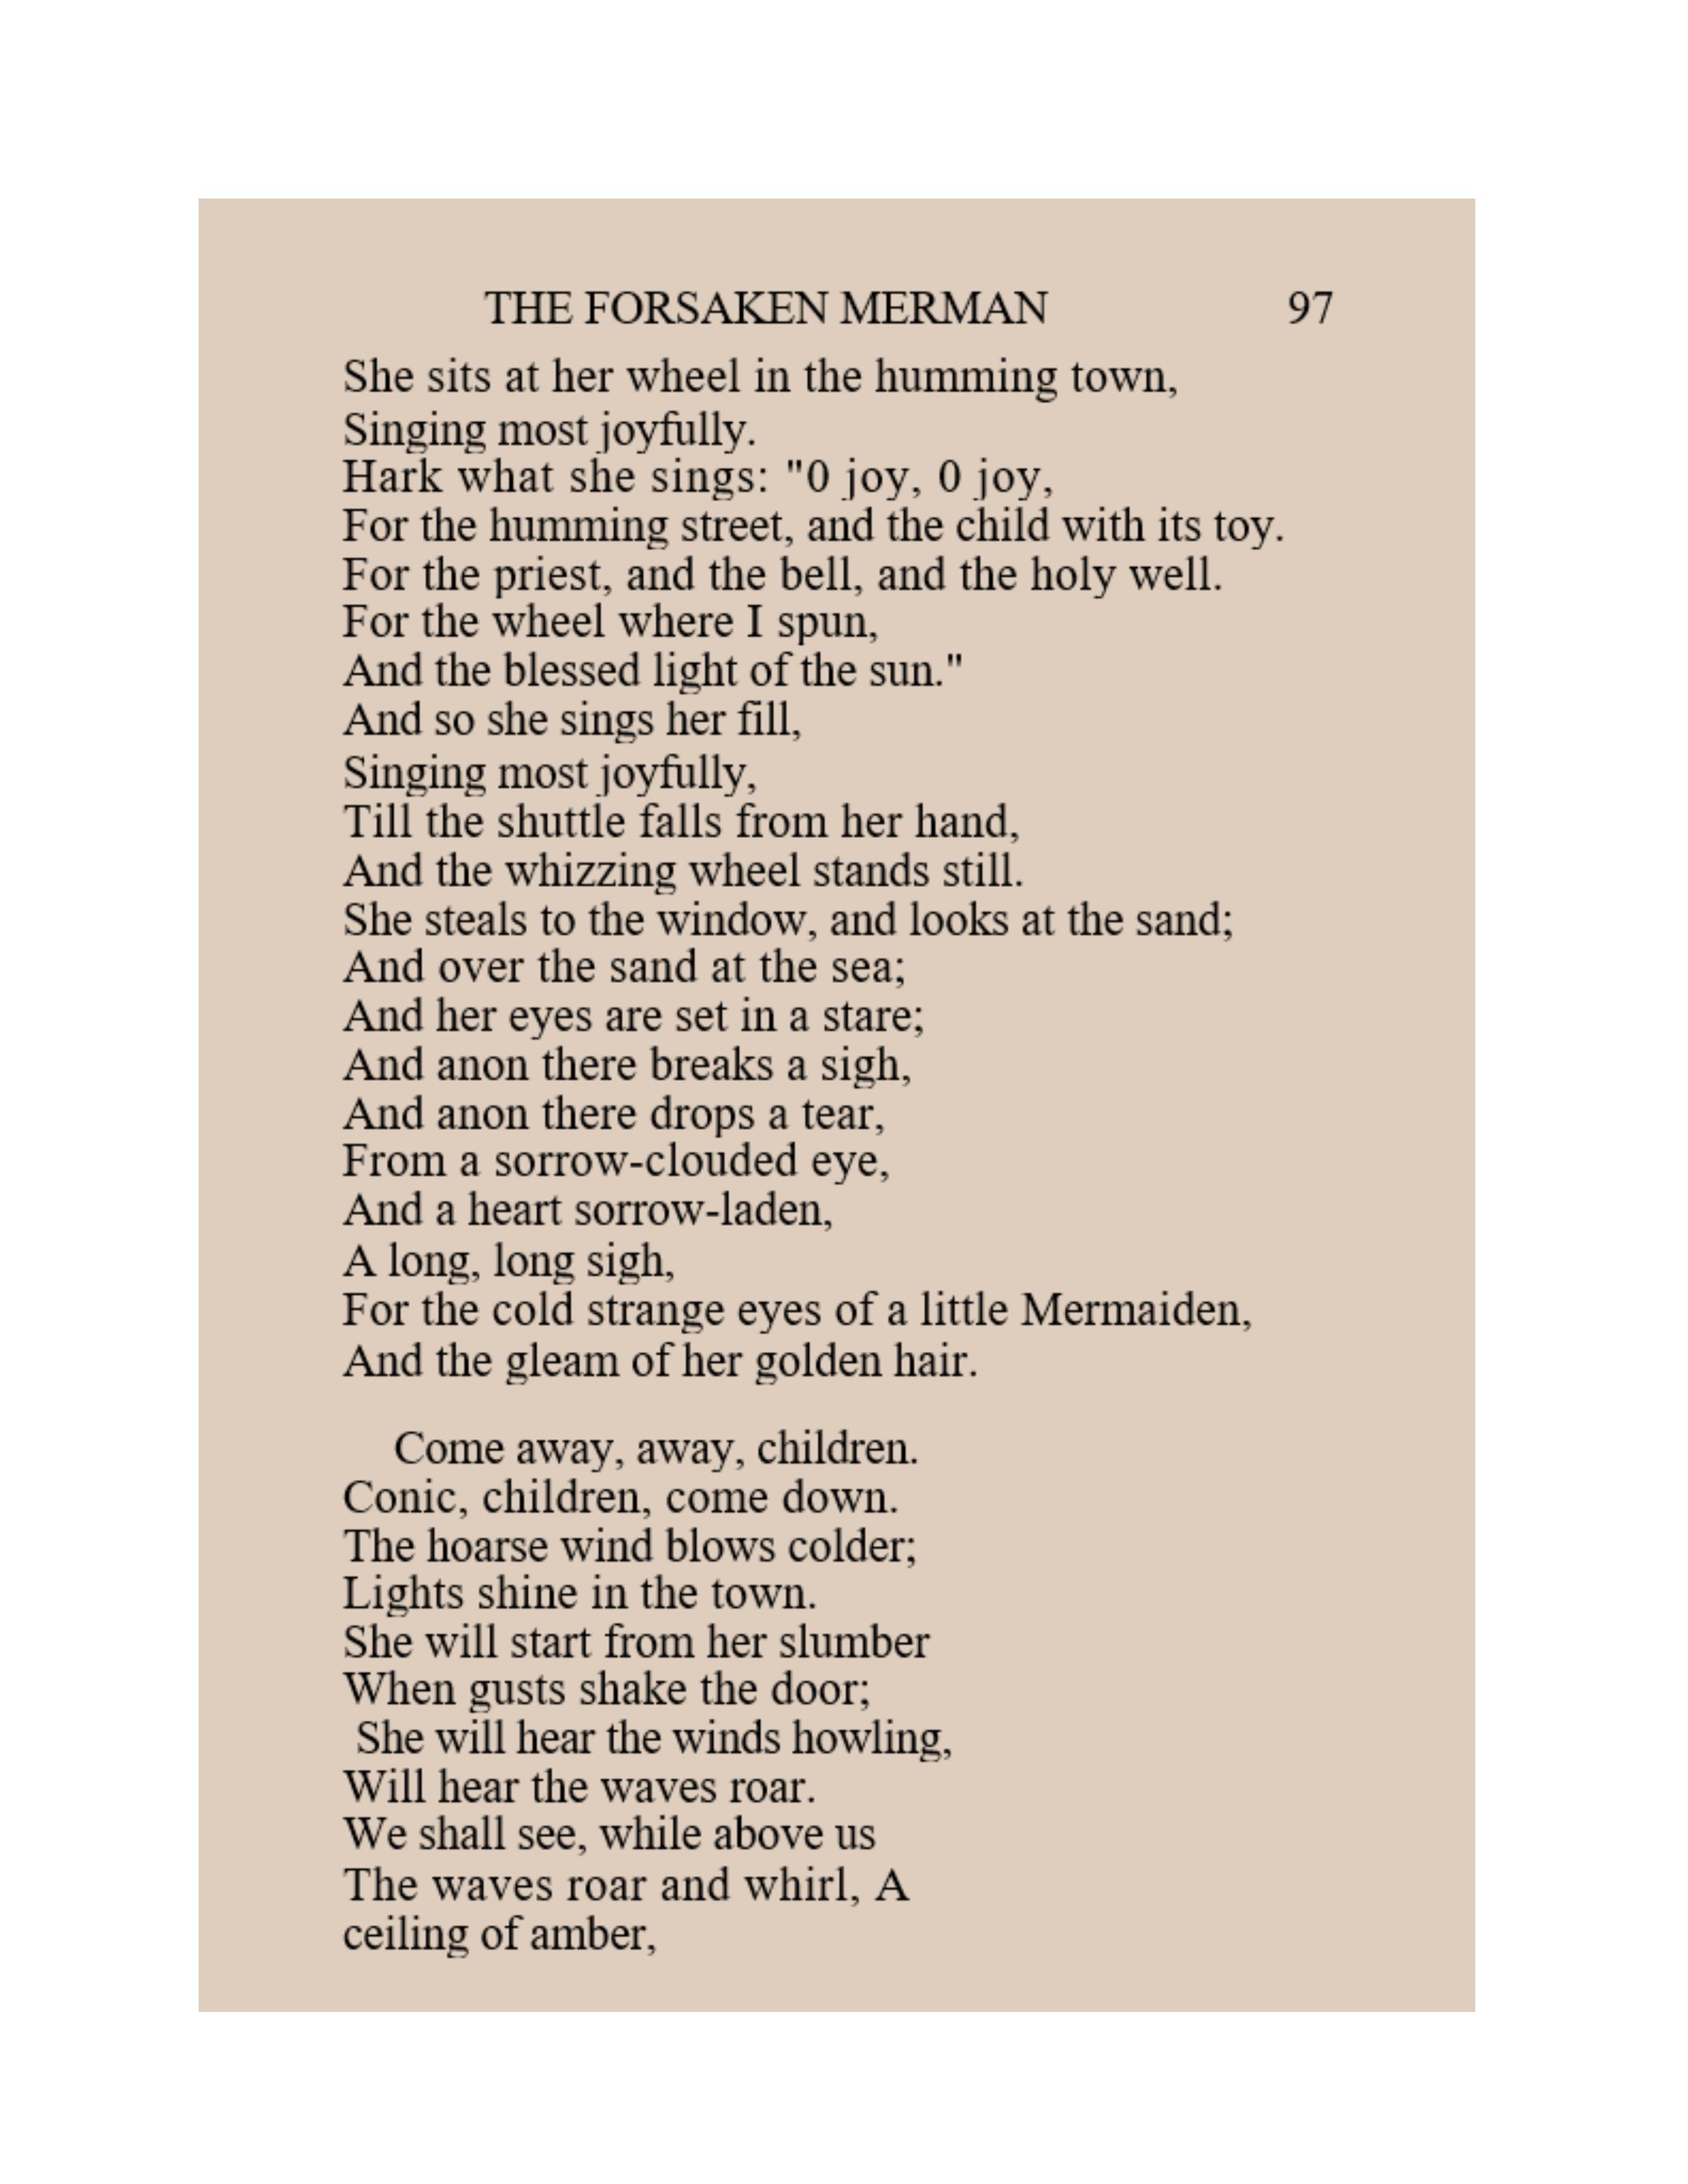 THE FORSAKEN MERMAN 97
She sits at her wheel in the humming town,
Singing most joyfully.
Hark what she sings: "0 joy, 0 joy,
For the humming street, and the child with its toy.
For the priest, and the bell, and the holy well.
For the wheel where I spun,
And the blessed light of the sun."
And so she sings her fill,
Singing most joyfully,
Till the shuttle falls from her hand,
And the whizzing wheel stands still.
She steals to the window, and looks at the sand;
And over the sand at the sea;
And her eyes are set in a stare;
And anon there breaks a sigh,
And anon there drops a tear,
From a sorrow-clouded eye,
And a heart sorrow-laden,
A long, long sigh,
For the cold strange eyes of a little Mermaiden,
And the gleam of her golden hair.
Come away, away, children.
Conic, children, come down.
The hoarse wind blows colder;
Lights shine in the town.
She will start from her slumber
When gusts shake the door;
She will hear the winds howling,
Will hear the waves roar.
We shall see, while above us
The waves roar and whirl, A
ceiling of amber,